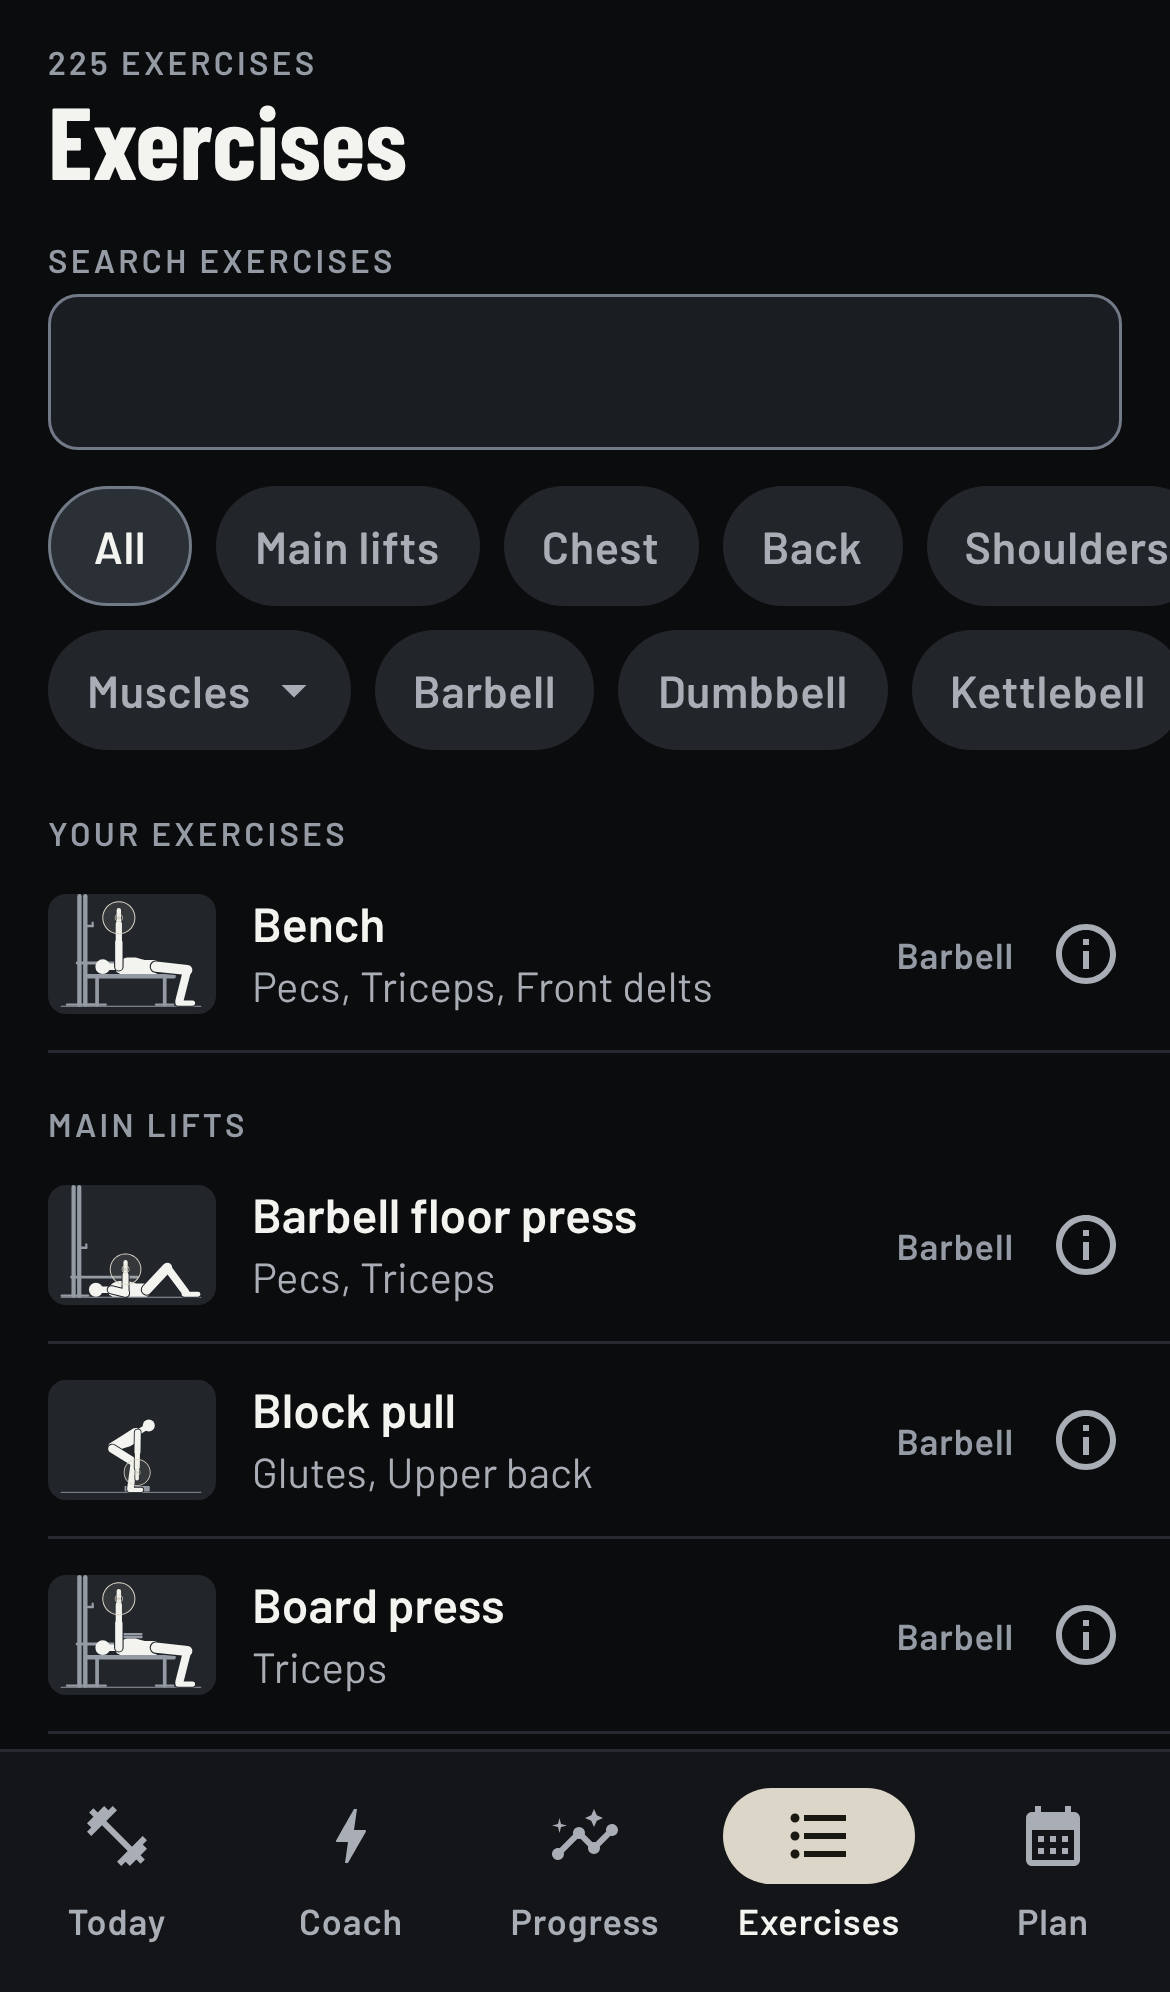 225 EXERCISES
Exercises
SEARCH EXERCISES
All Main lifts Chest Back Shoulders
Muscles Barbell Dumbbell Kettlebell
YOUR EXERCISES
Bench
Pecs, Triceps, Front delts
Barbell
MAIN LIFTS
Barbell floor press
Pecs, Triceps
Barbell
Block pull
Glutes, Upper back
Barbell
Board press
Triceps
Barbell
Today Coach Progress Exercises Plan